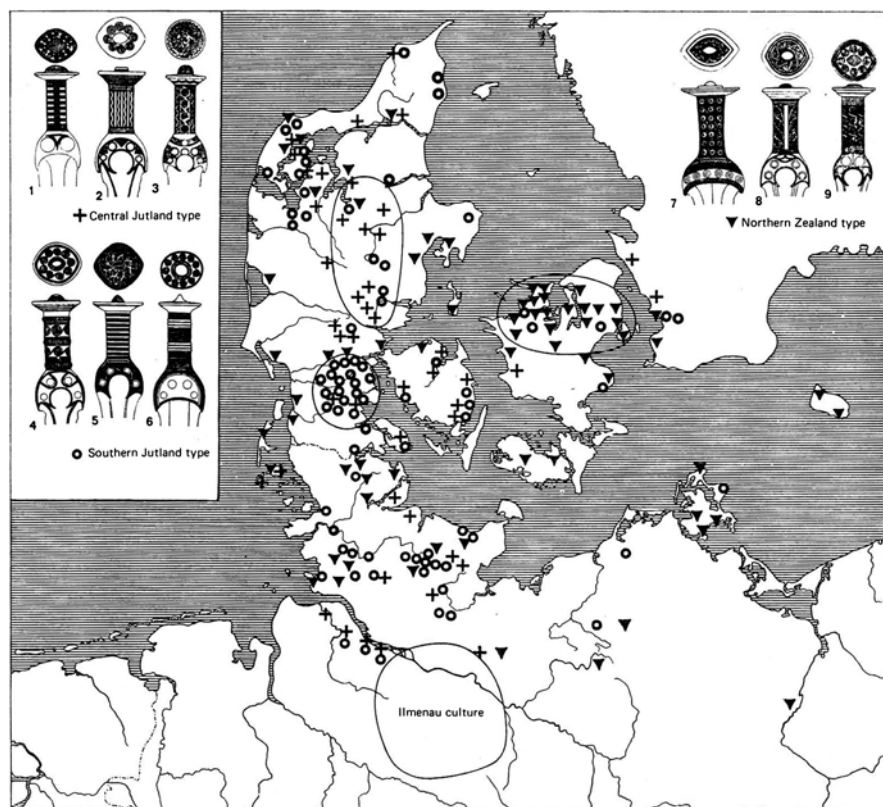 1
2
3
+ Central Jutland type
4
5
6
Southern Jutland type
7
8
9
▼ Northern Zealand type
Ilmenau culture